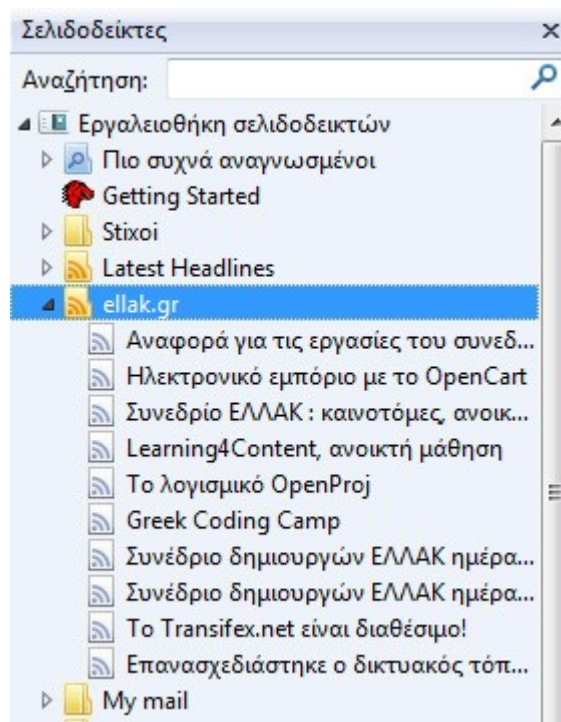 Σελιδοδείκτες
Αναζήτηση:
Εργαλειοθήκη σελιδοδεικτών
Πιο συχνά αναγνωσμένοι
Getting Started
Stixoi
Latest Headlines
ellak.gr
Αναφορά για τις εργασίες του συνεδ...
Ηλεκτρονικό εμπόριο με το OpenCart
Συνεδρίο ΕΛΛΑΚ : καινοτόμες, ανοικ...
Learning4Content, ανοικτή μάθηση
Το λογισμικό OpenProj
Greek Coding Camp
Συνέδριο δημιουργών ΕΛΛΑΚ ημέρα...
Συνέδριο δημιουργών ΕΛΛΑΚ ημέρα...
Το Transifex.net είναι διαθέσιμο!
Επανασχεδιάστηκε ο δικτυακός τόπ...
My mail